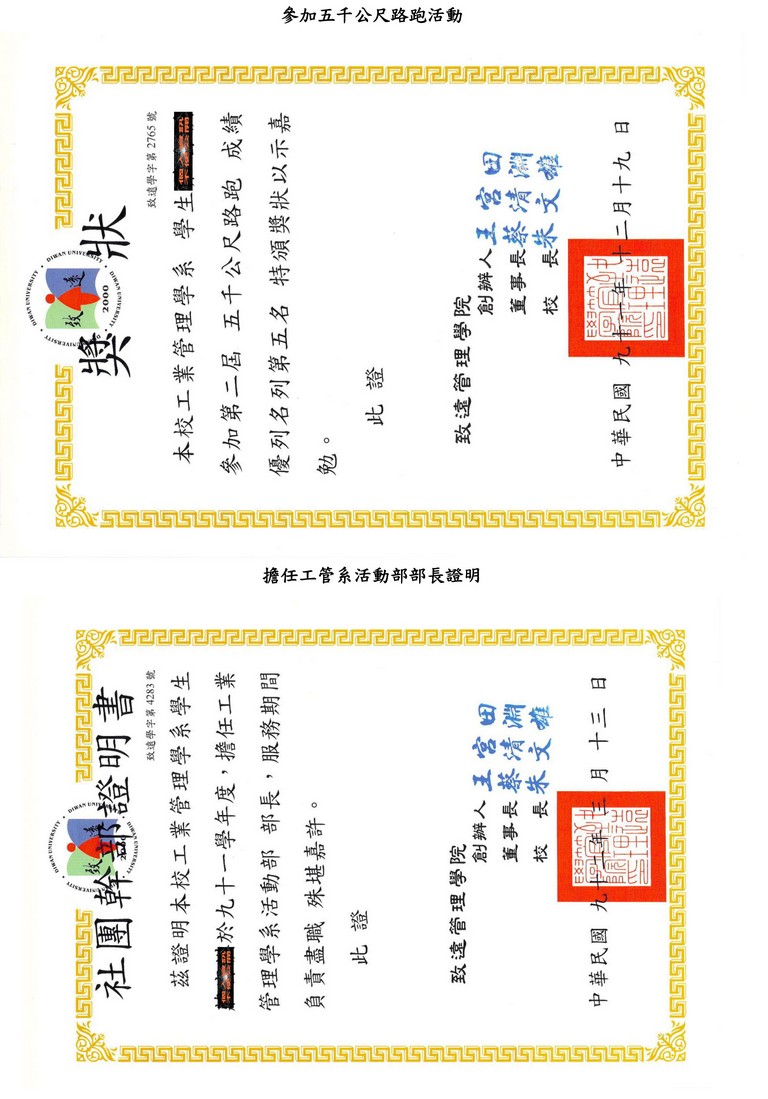 參加五千公尺路跑活動
獎狀
DIWAN UNIVERSITY
致遠
2000
致遠學字第 2765 號
本校工業管理學系 學生
參加第二屆 五千公尺路跑 成績
優列名列第五名 特頒獎狀以示嘉
勉。
此 證
致遠管理學院
創辦人 王宮田
董事長 蔡清淵
校 長 朱文雄
中華民國 九十一年 十二月十九 日
擔任工管系活動部部長證明
社團幹部證明書
DIWAN UNIVERSITY
致遠
2000
致遠學字第 4283 號
茲證明本校工業管理學系學生
於九十一學年度,擔任工業
管理學系活動部 部長,服務期間
負責盡職 殊堪嘉許。
此 證
致遠管理學院
創辦人 王宮田
董事長 蔡清淵
校 長 朱文雄
中華民國 九十 年 三 月 十三 日